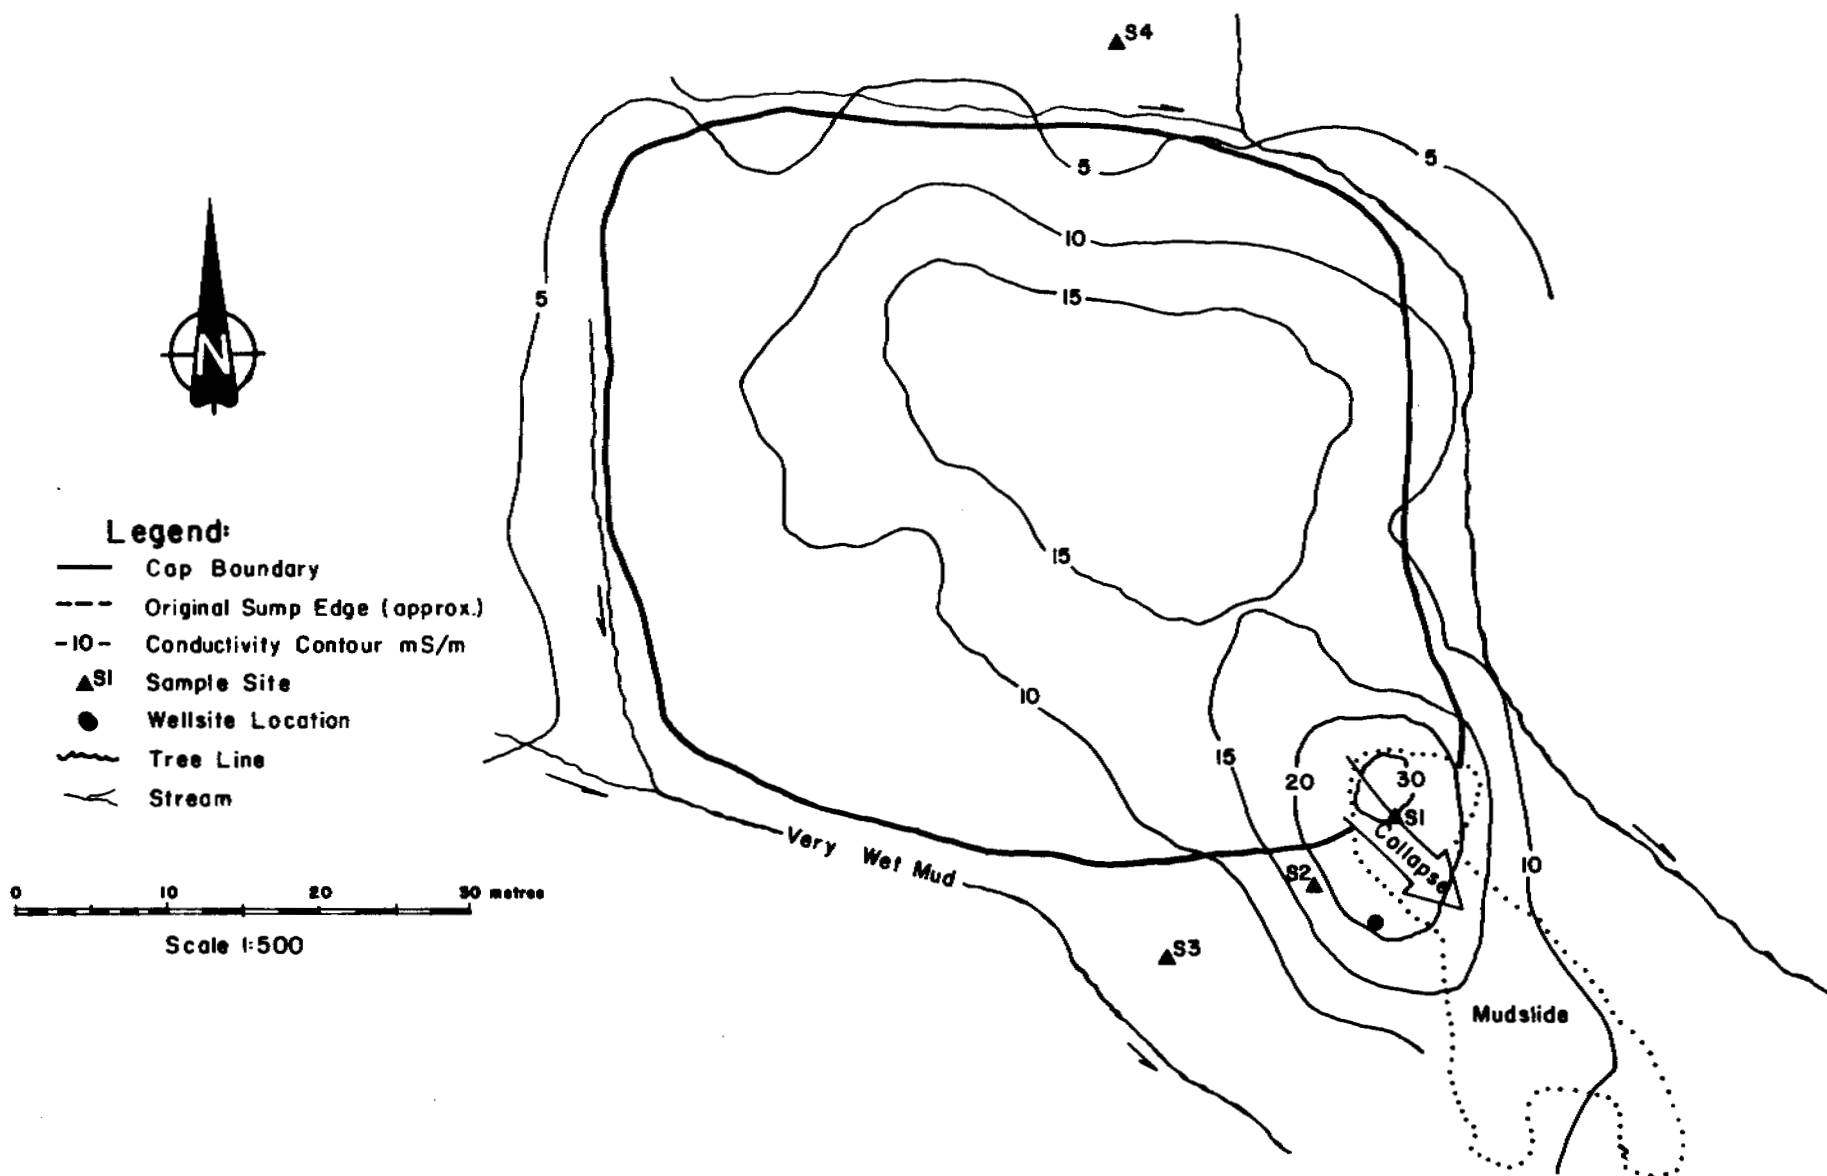 S4
5
5
10
5
15
N
Legend:
Cap Boundary
Original Sump Edge (approx.)
-10- Conductivity Contour mS/m
S1 Sample Site
Wellsite Location
Tree Line
Stream
15
10
15
20
30
S1
Collapse
Very Wet Mud
S2
10
0 10 20 30 metres
Scale 1:500
S3
Mudslide